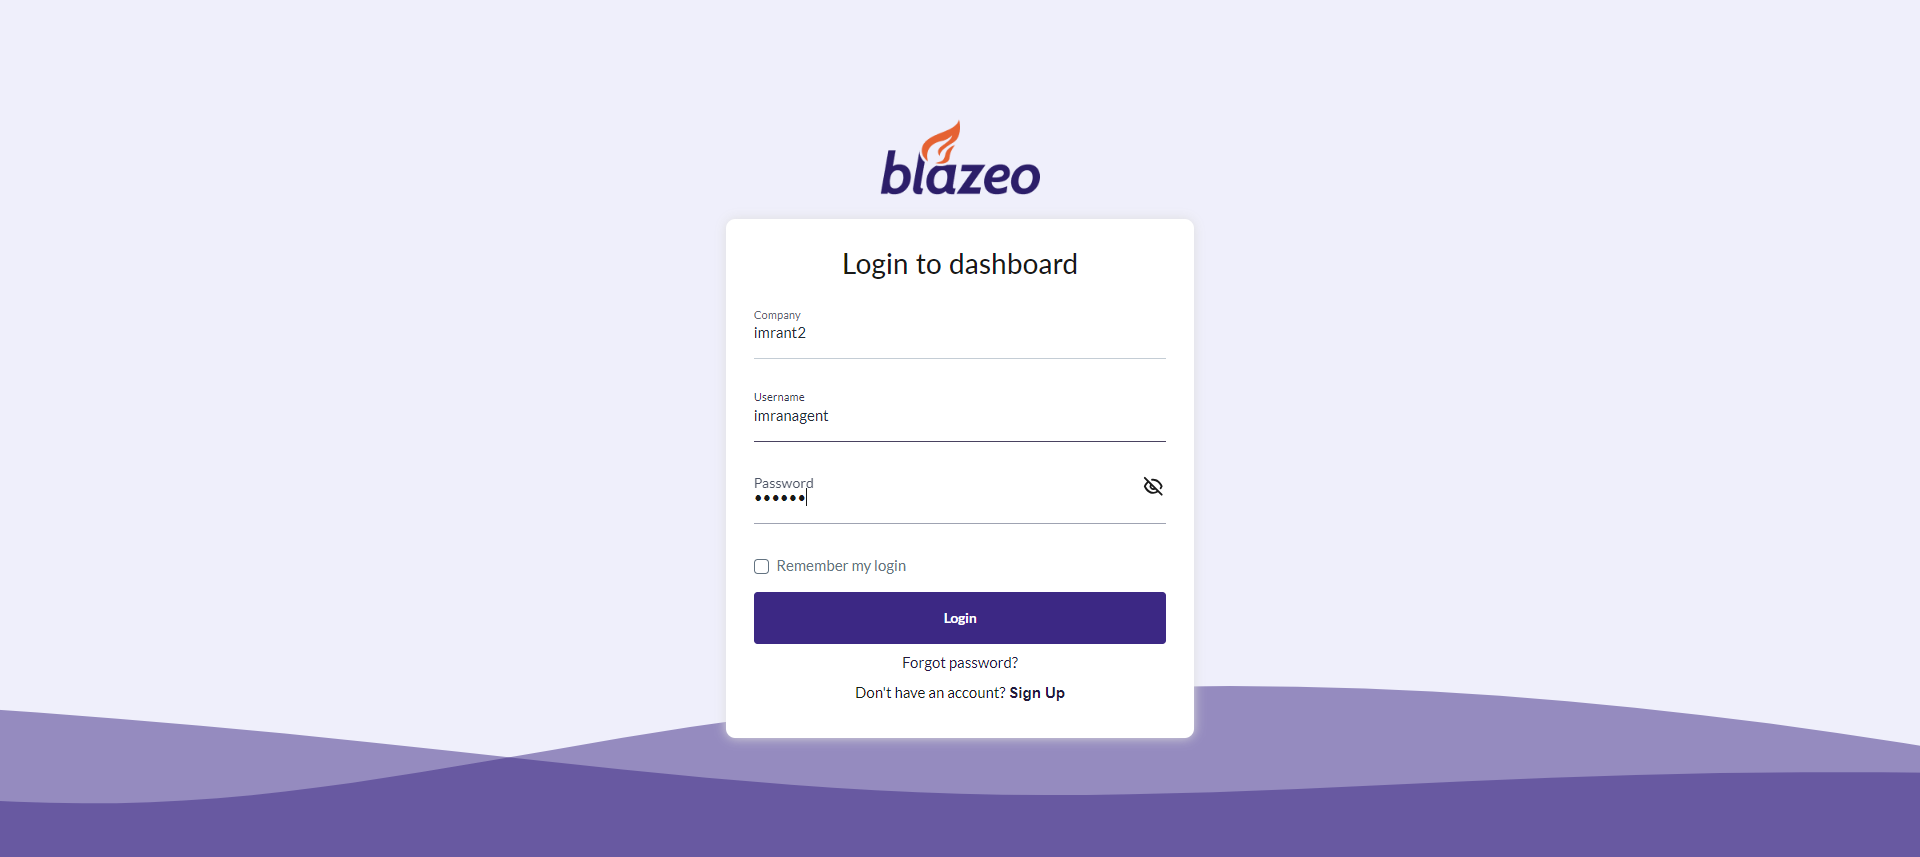 blazeo
Login to dashboard
Company
imrant2
Username
imranagent
Password
••••••
Remember my login
Login
Forgot password?
Don't have an account? Sign Up